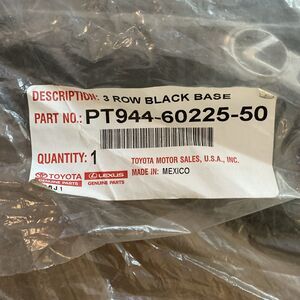 DESCRIPTION: 3 ROW BLACK BASE
PART NO.: PT944-60225-50
QUANTITY: 1
TOYOTA MOTOR SALES, U.S.A., INC.
TOYOTA
GENUINE PARTS
LEXUS
GENUINE PARTS
MADE IN: MEXICO